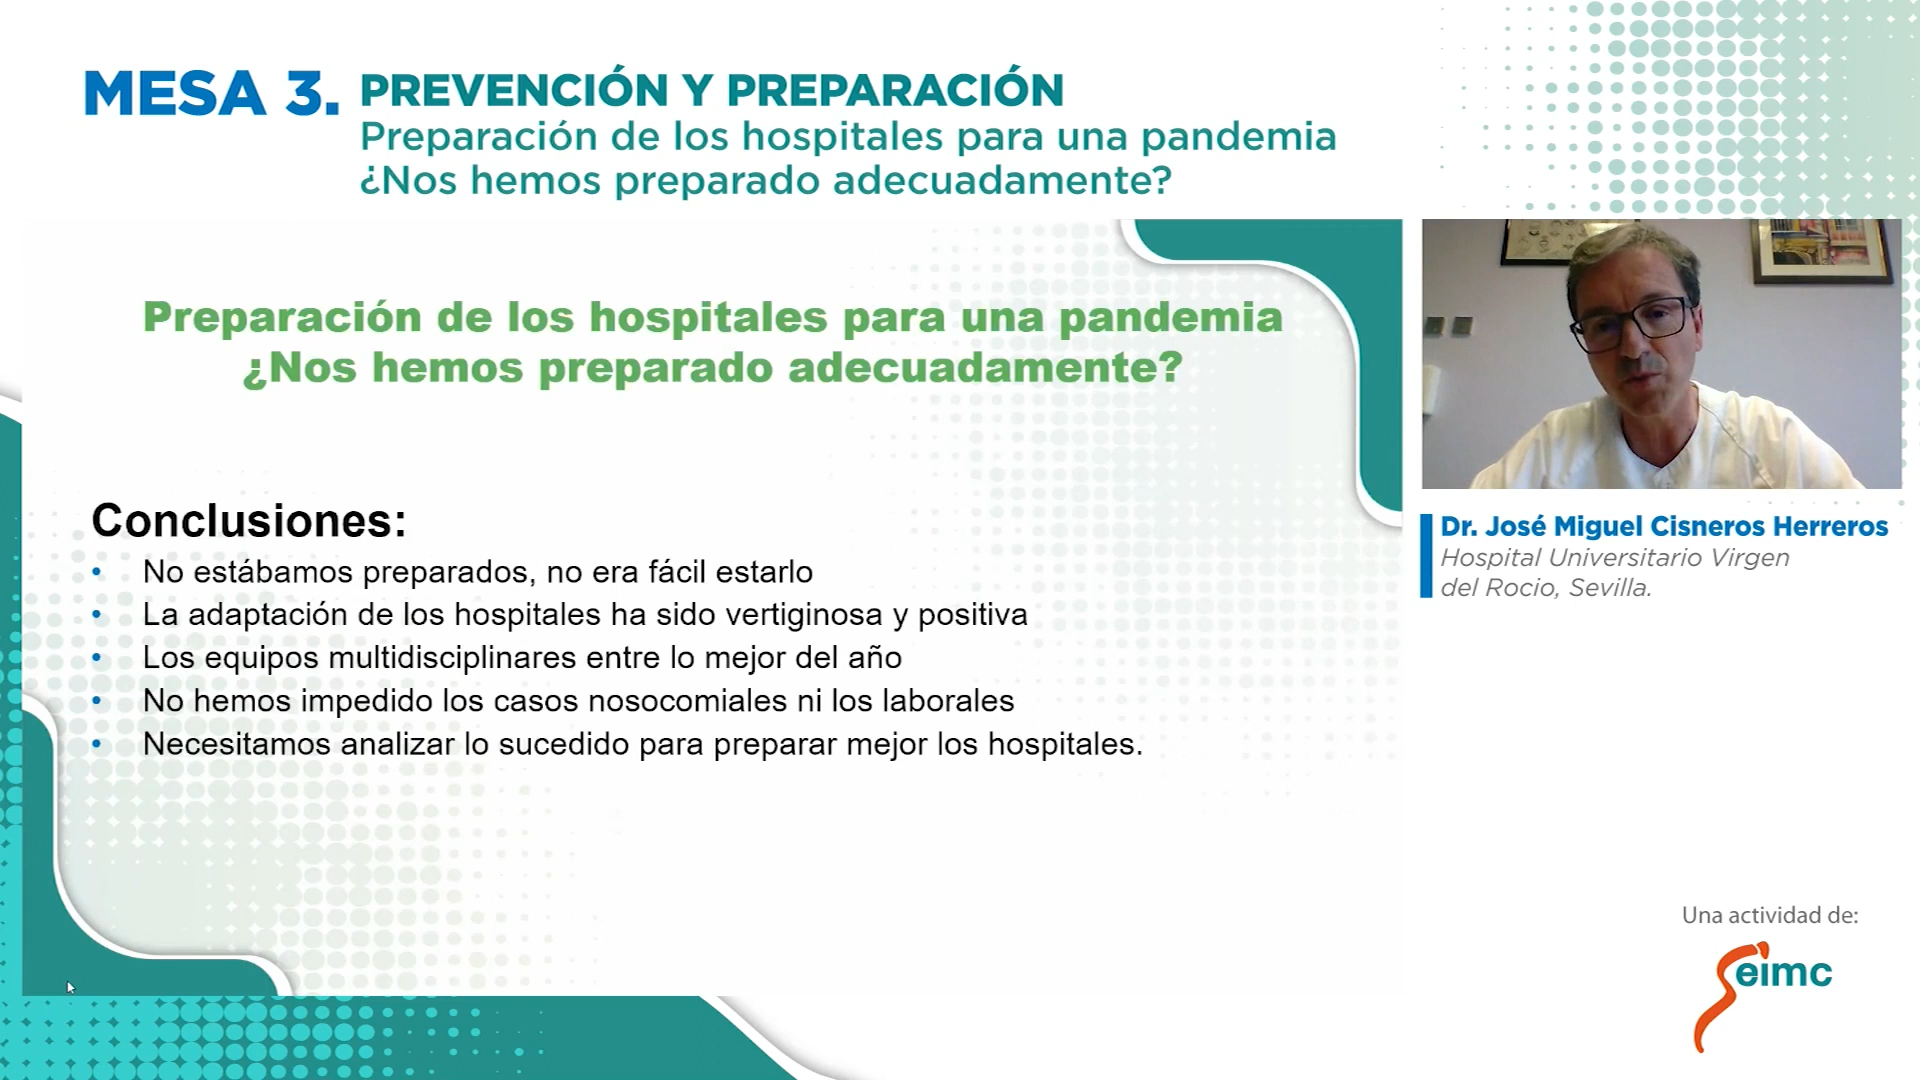 MESA 3. PREVENCIÓN Y PREPARACIÓN
Preparación de los hospitales para una pandemia
¿Nos hemos preparado adecuadamente?
Preparación de los hospitales para una pandemia
¿Nos hemos preparado adecuadamente?
Conclusiones:
• No estábamos preparados, no era fácil estarlo
• La adaptación de los hospitales ha sido vertiginosa y positiva
• Los equipos multidisciplinares entre lo mejor del año
• No hemos impedido los casos nosocomiales ni los laborales
• Necesitamos analizar lo sucedido para preparar mejor los hospitales.
Dr. José Miguel Cisneros Herreros
Hospital Universitario Virgen
del Rocio, Sevilla.
Una actividad de:
Seimc